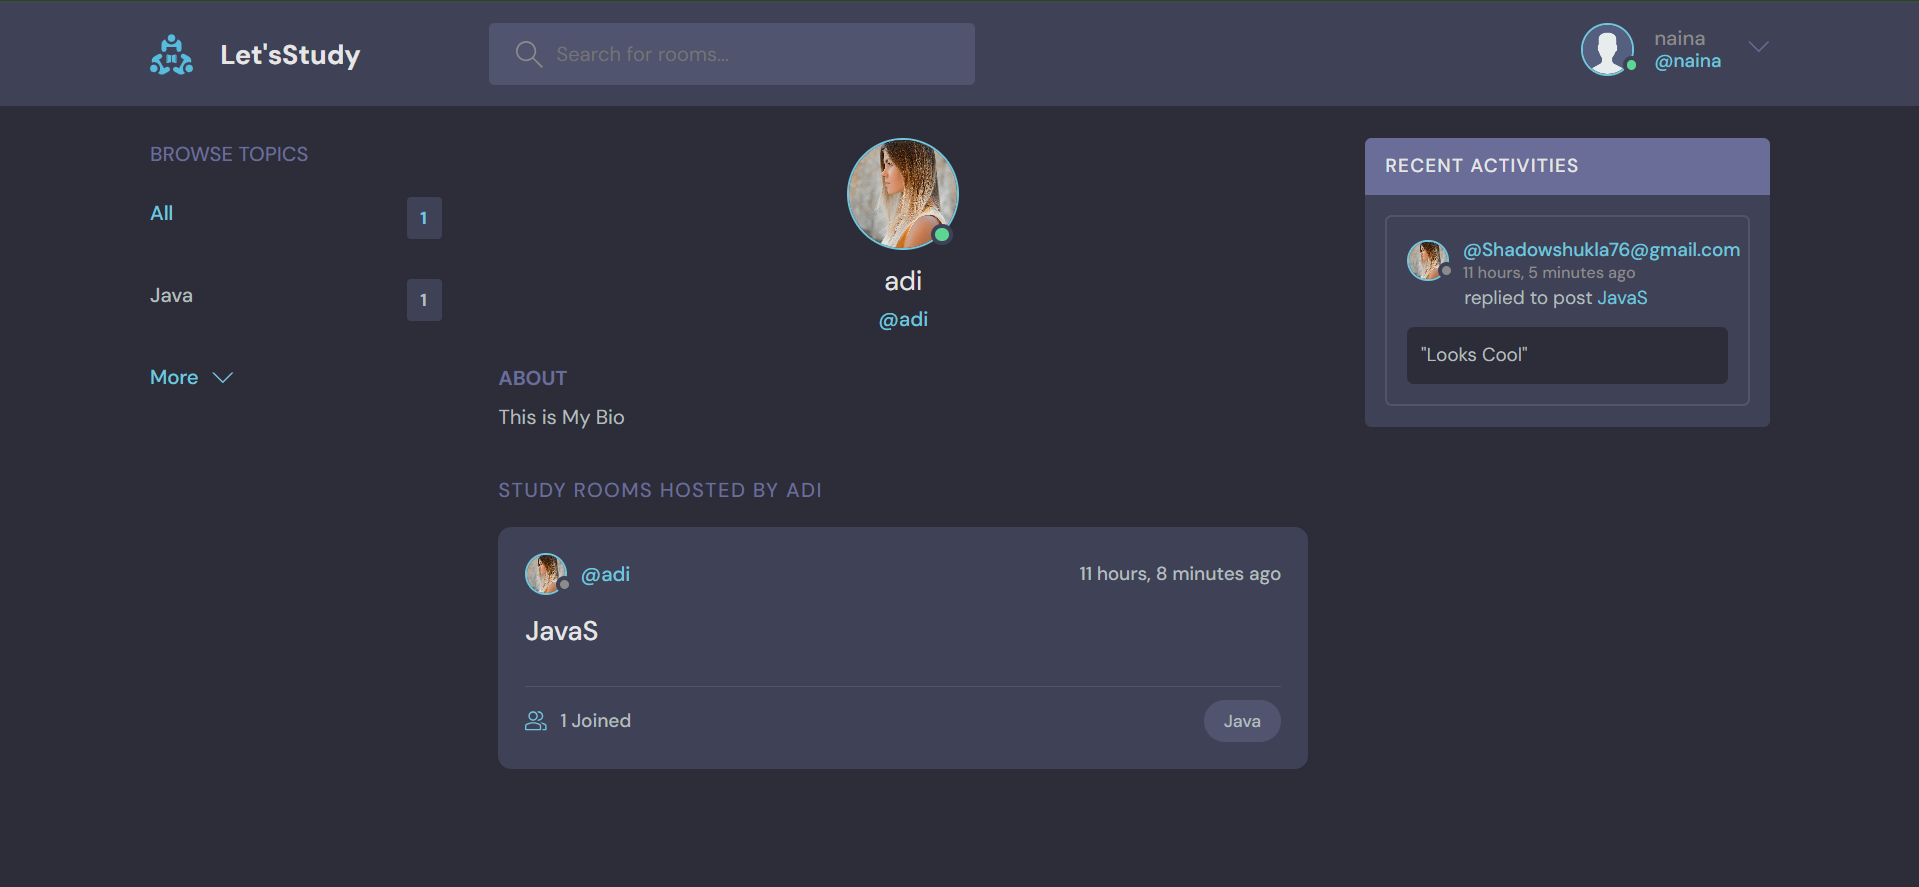 Let'sStudy
Search for rooms...
naina
@naina
BROWSE TOPICS
All
1
Java
1
More
adi
@adi
ABOUT
This is My Bio
STUDY ROOMS HOSTED BY ADI
@adi
11 hours, 8 minutes ago
JavaS
1 Joined
Java
RECENT ACTIVITIES
@Shadowshukla76@gmail.com
11 hours, 5 minutes ago
replied to post JavaS
"Looks Cool"